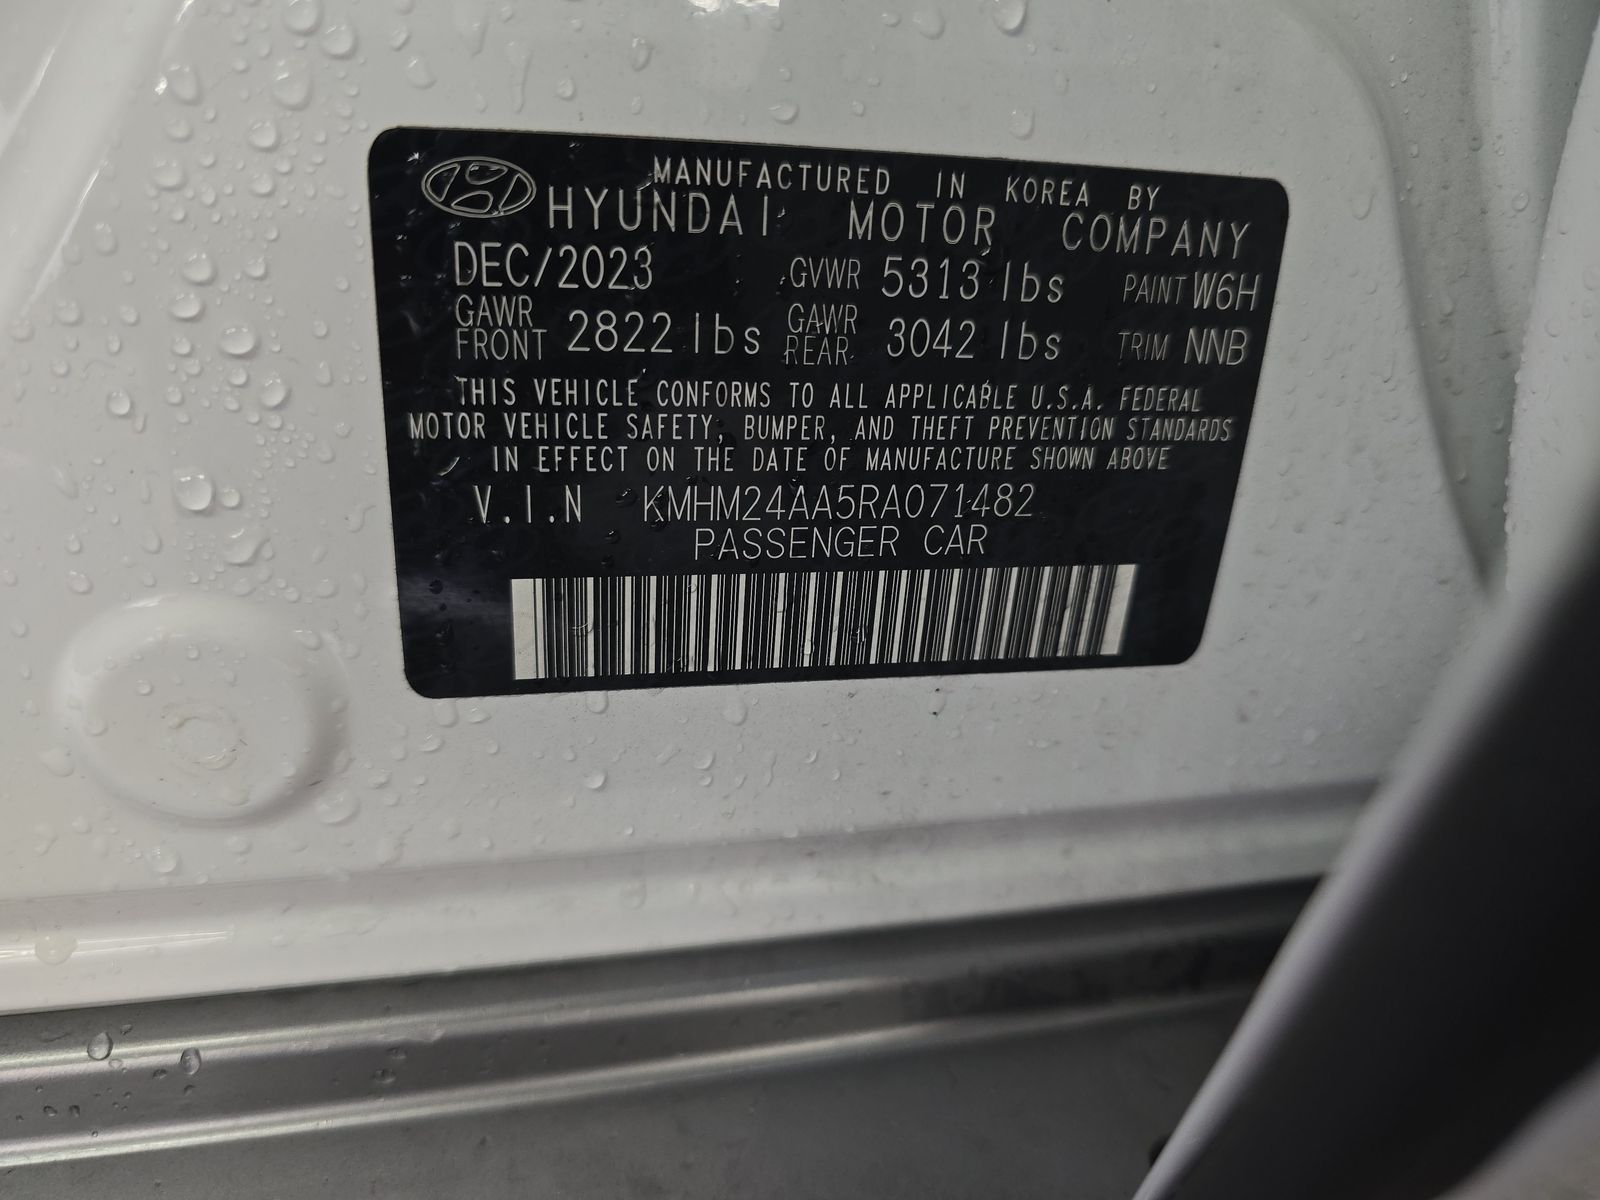 MANUFACTURED IN KOREA BY
HYUNDAI MOTOR COMPANY
DEC/2023 GVWR 5313 lbs PAINT W6H
GAWR FRONT 2822 lbs GAWR REAR 3042 lbs TRIM NNB
THIS VEHICLE CONFORMS TO ALL APPLICABLE U.S.A. FEDERAL
MOTOR VEHICLE SAFETY, BUMPER, AND THEFT PREVENTION STANDARDS
IN EFFECT ON THE DATE OF MANUFACTURE SHOWN ABOVE
V.I.N KMHM24AA5RA071482
PASSENGER CAR